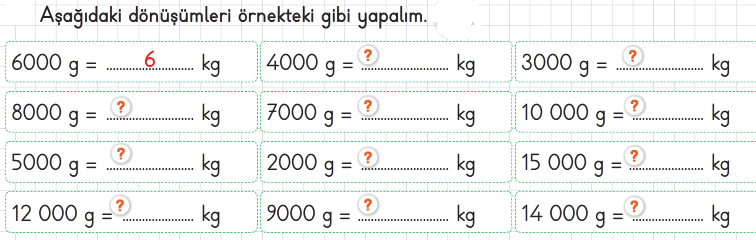 Aşağıdaki dönüşümleri örnekteki gibi yapalım.
6000 g = ........6........ kg 4000 g = ?................ kg 3000 g = ?................ kg
8000 g = ?................ kg 7000 g = ?................ kg 10 000 g = ?............. kg
5000 g = ?................ kg 2000 g = ?................ kg 15 000 g = ?............. kg
12 000 g = ?............. kg 9000 g = ?................ kg 14 000 g = ?............. kg